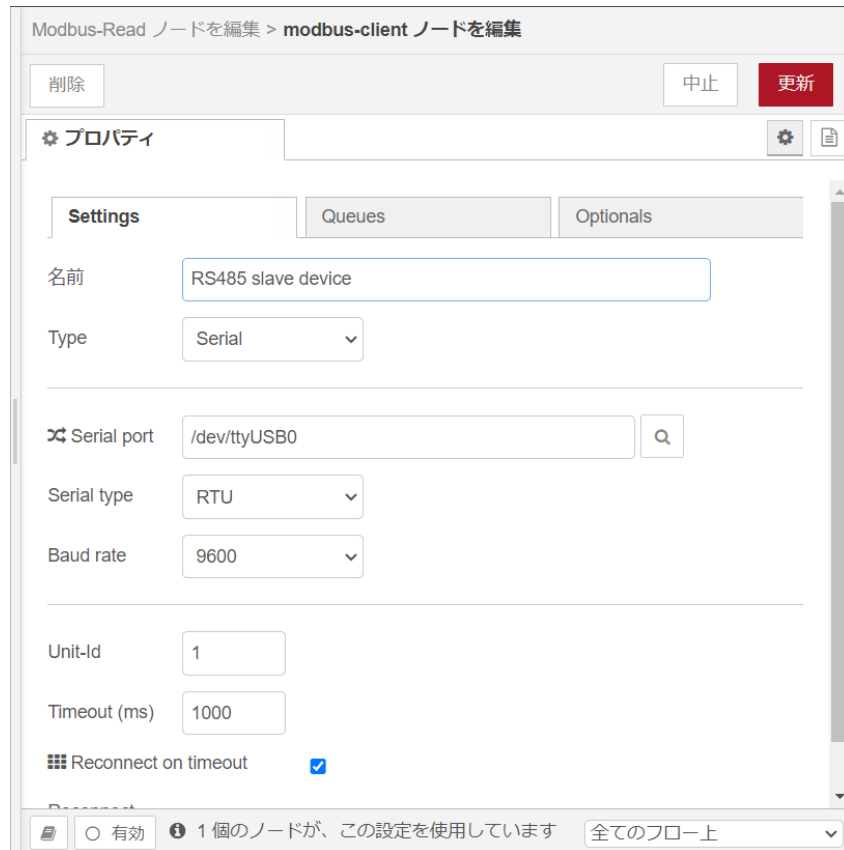 Modbus-Read ノードを編集 > modbus-client ノードを編集
削除 中止 更新
プロパティ
Settings Queues Optionals
名前 RS485 slave device
Type Serial
Serial port /dev/ttyUSB0
Serial type RTU
Baud rate 9600
Unit-Id 1
Timeout (ms) 1000
Reconnect on timeout
Reconnect
有効 1 個のノードが、この設定を使用しています 全てのフロー上